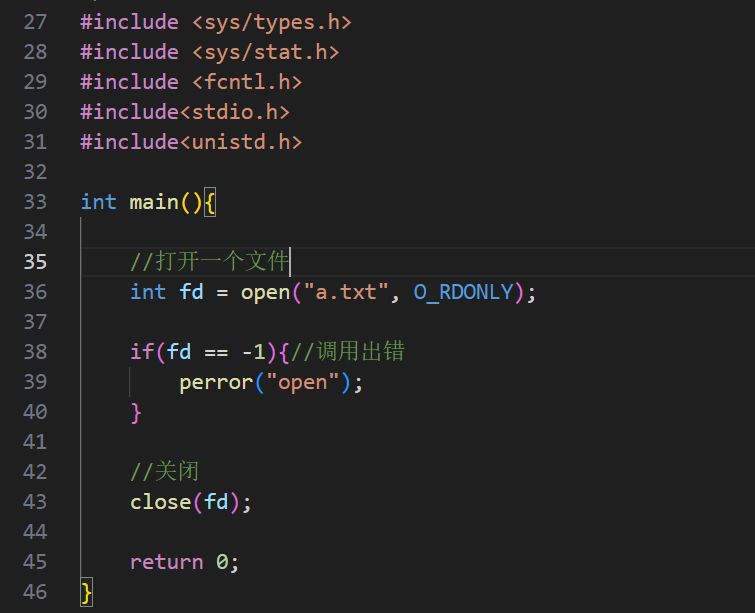 27 #include <sys/types.h>
28 #include <sys/stat.h>
29 #include <fcntl.h>
30 #include<stdio.h>
31 #include<unistd.h>
32
33 int main(){
34
35 //打开一个文件
36 int fd = open("a.txt", O_RDONLY);
37
38 if(fd == -1){//调用出错
39 perror("open");
40 }
41
42 //关闭
43 close(fd);
44
45 return 0;
46 }